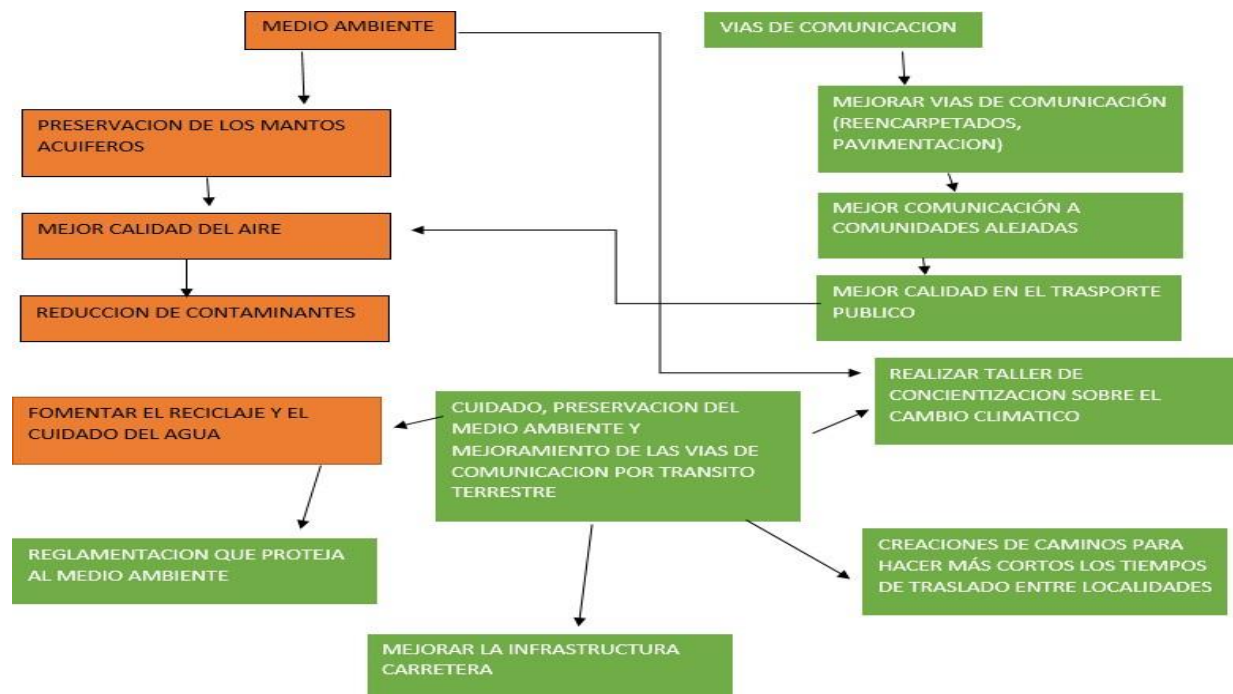 MEDIO AMBIENTE
VIAS DE COMUNICACION
PRESERVACION DE LOS MANTOS
ACUIFEROS
MEJORAR VIAS DE COMUNICACIÓN
(REENCARPETADOS,
PAVIMENTACION)
MEJOR CALIDAD DEL AIRE
MEJOR COMUNICACIÓN A
COMUNIDADES ALEJADAS
REDUCCION DE CONTAMINANTES
MEJOR CALIDAD EN EL TRASPORTE
PUBLICO
FOMENTAR EL RECICLAJE Y EL
CUIDADO DEL AGUA
CUIDADO, PRESERVACION DEL
MEDIO AMBIENTE Y
MEJORAMIENTO DE LAS VIAS DE
COMUNICACION POR TRANSITO
TERRESTRE
REALIZAR TALLER DE
CONCIENTIZACION SOBRE EL
CAMBIO CLIMATICO
REGLAMENTACION QUE PROTEJA
AL MEDIO AMBIENTE
CREACIONES DE CAMINOS PARA
HACER MÁS CORTOS LOS TIEMPOS
DE TRASLADO ENTRE LOCALIDADES
MEJORAR LA INFRASTRUCTURA
CARRETERA